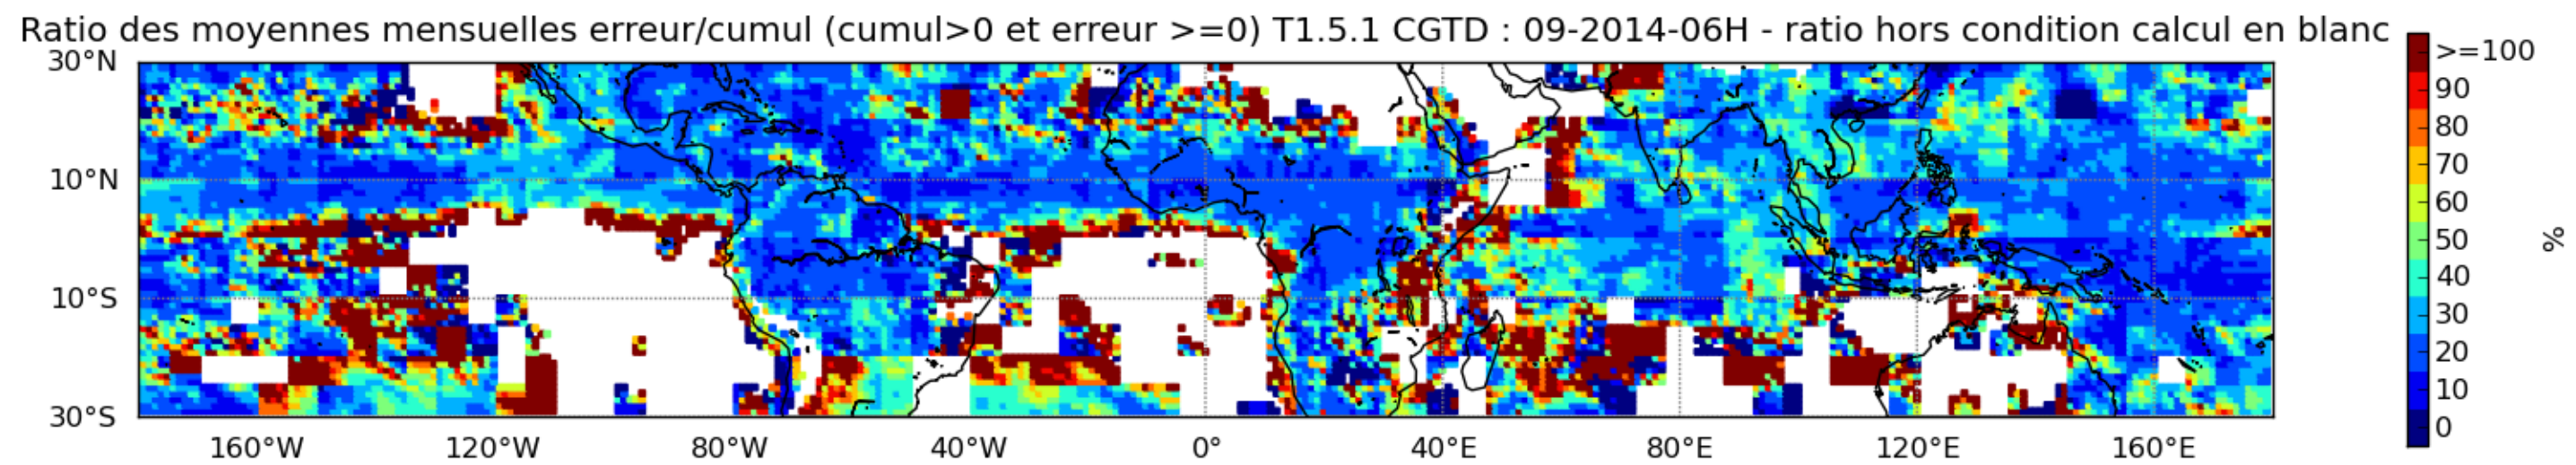 Ratio des moyennes mensuelles erreur/cumul (cumul>0 et erreur >=0) T1.5.1 CGTD : 09-2014-06H - ratio hors condition calcul en blanc
30°N
10°N
10°S
30°S
160°W 120°W 80°W 40°W 0° 40°E 80°E 120°E 160°E
>=100
90
80
70
60
50
40
30
20
10
0
%